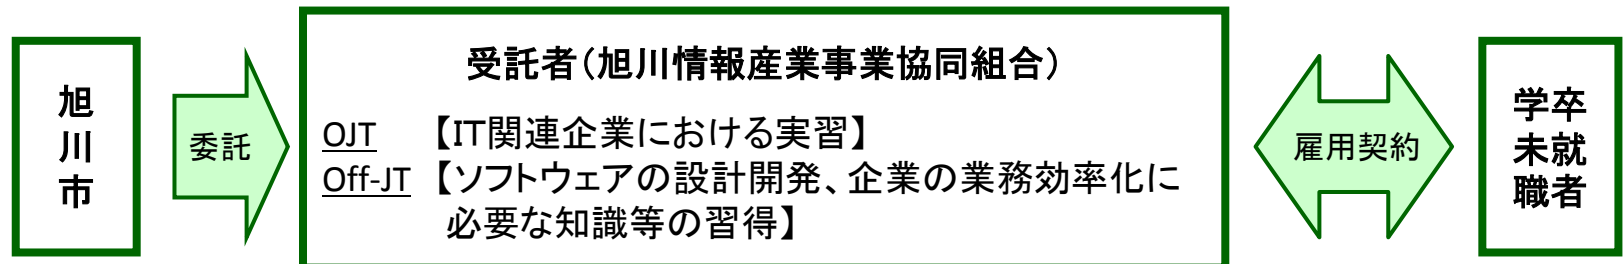 旭川市
委託
受託者（旭川情報産業事業協同組合）
OJT 【IT関連企業における実習】
Off-JT【ソフトウェアの設計開発、企業の業務効率化に
必要な知識等の習得】
雇用契約
学卒
未就
職者